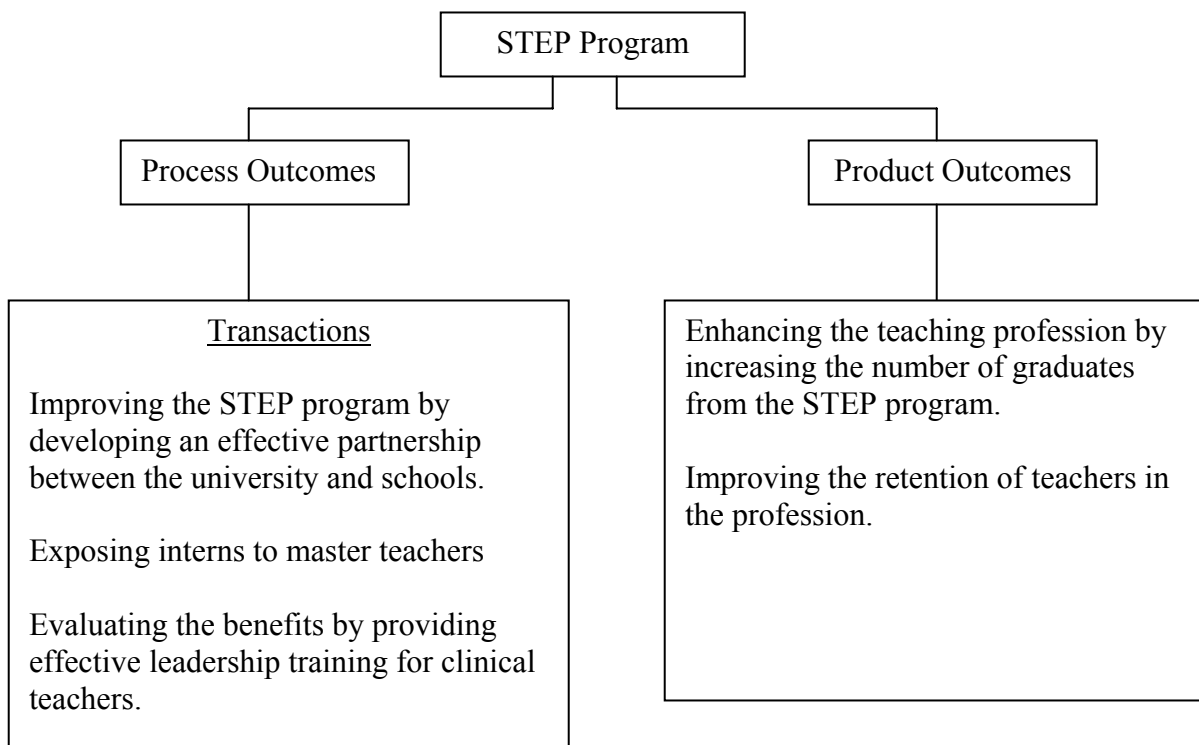 STEP Program
Process Outcomes
Product Outcomes
Transactions
Improving the STEP program by
developing an effective partnership
between the university and schools.
Exposing interns to master teachers
Evaluating the benefits by providing
effective leadership training for clinical
teachers.
Enhancing the teaching profession by
increasing the number of graduates
from the STEP program.
Improving the retention of teachers in
the profession.